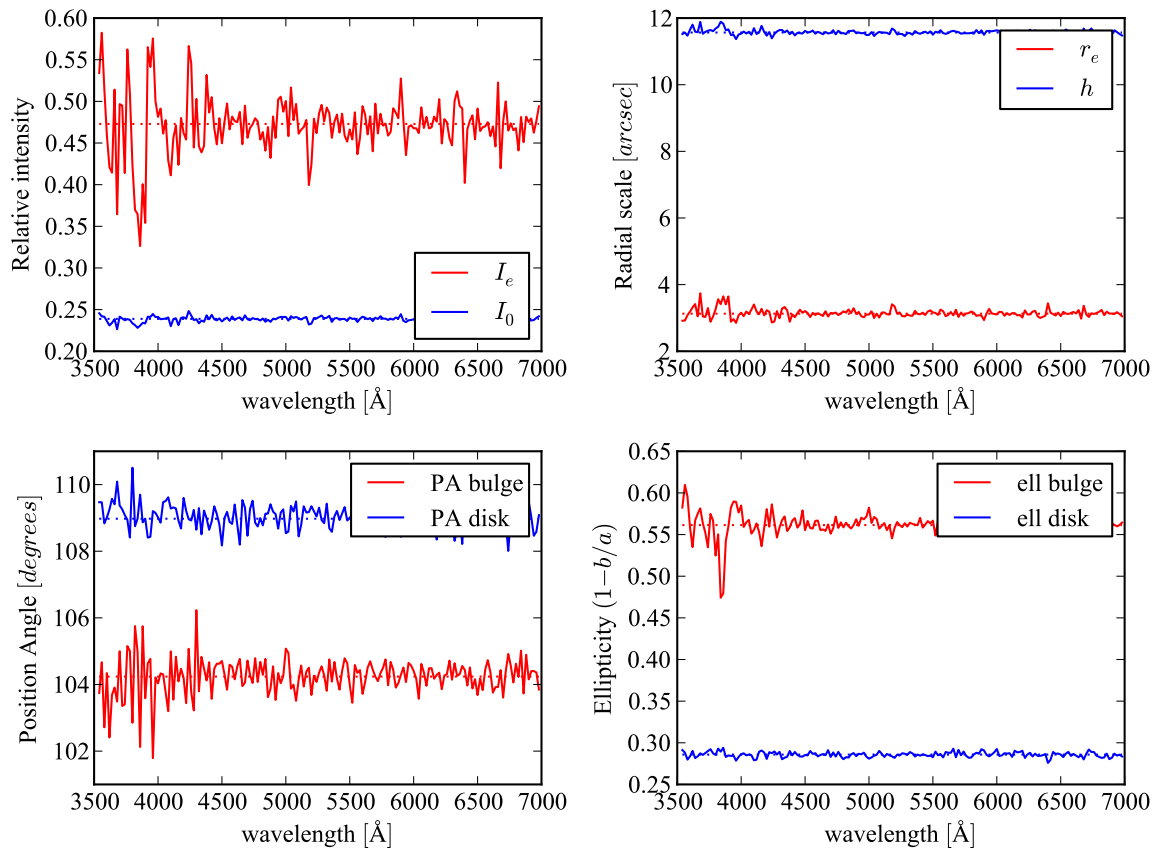 0.60
0.55
0.50
0.45
0.40
0.35
0.30
0.25
0.20
Relative intensity
I_e
I_0
3500 4000 4500 5000 5500 6000 6500 7000
wavelength [Å]
12
10
8
6
4
2
Radial scale [arcsec]
r_e
h
3500 4000 4500 5000 5500 6000 6500 7000
wavelength [Å]
110
108
106
104
102
Position Angle [degrees]
PA bulge
PA disk
3500 4000 4500 5000 5500 6000 6500 7000
wavelength [Å]
0.65
0.60
0.55
0.50
0.45
0.40
0.35
0.30
0.25
Ellipticity (1−b/a)
ell bulge
ell disk
3500 4000 4500 5000 5500 6000 6500 7000
wavelength [Å]